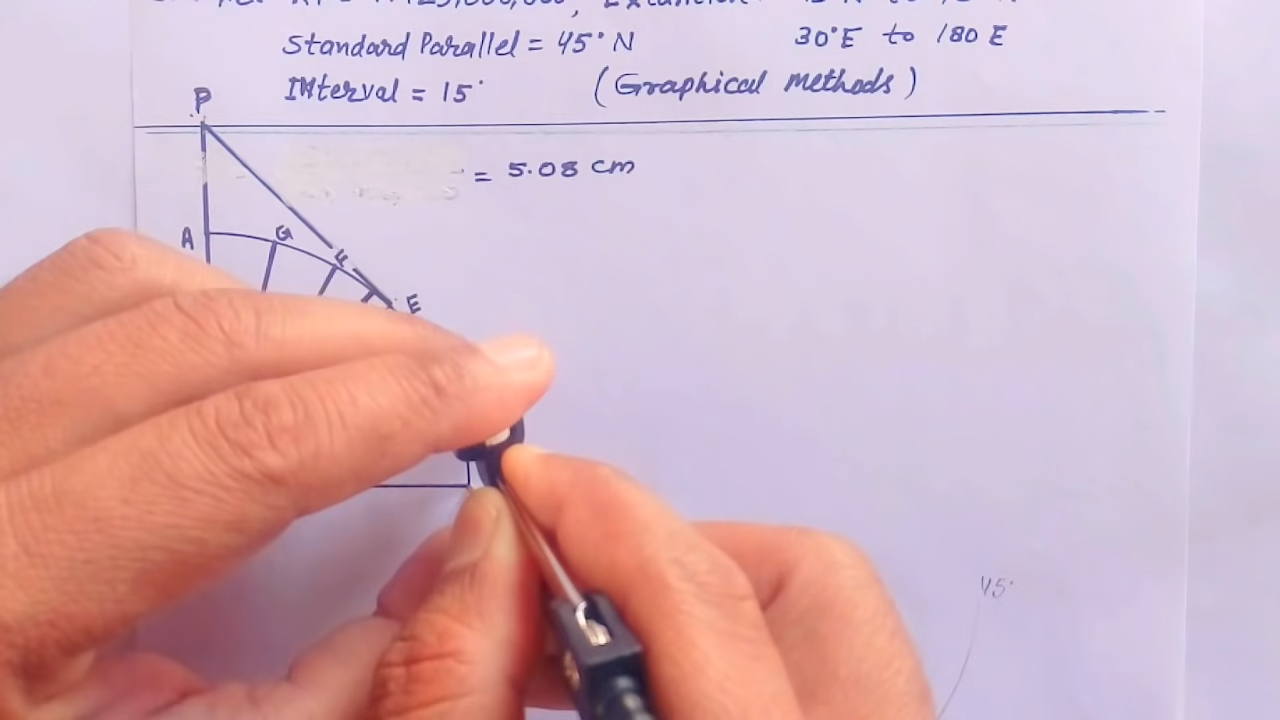 Standard Parallel = 45° N 30°E to 180 E
INterval = 15° (Graphical methods)
P
= 5.08 cm
A G
F
E
45°